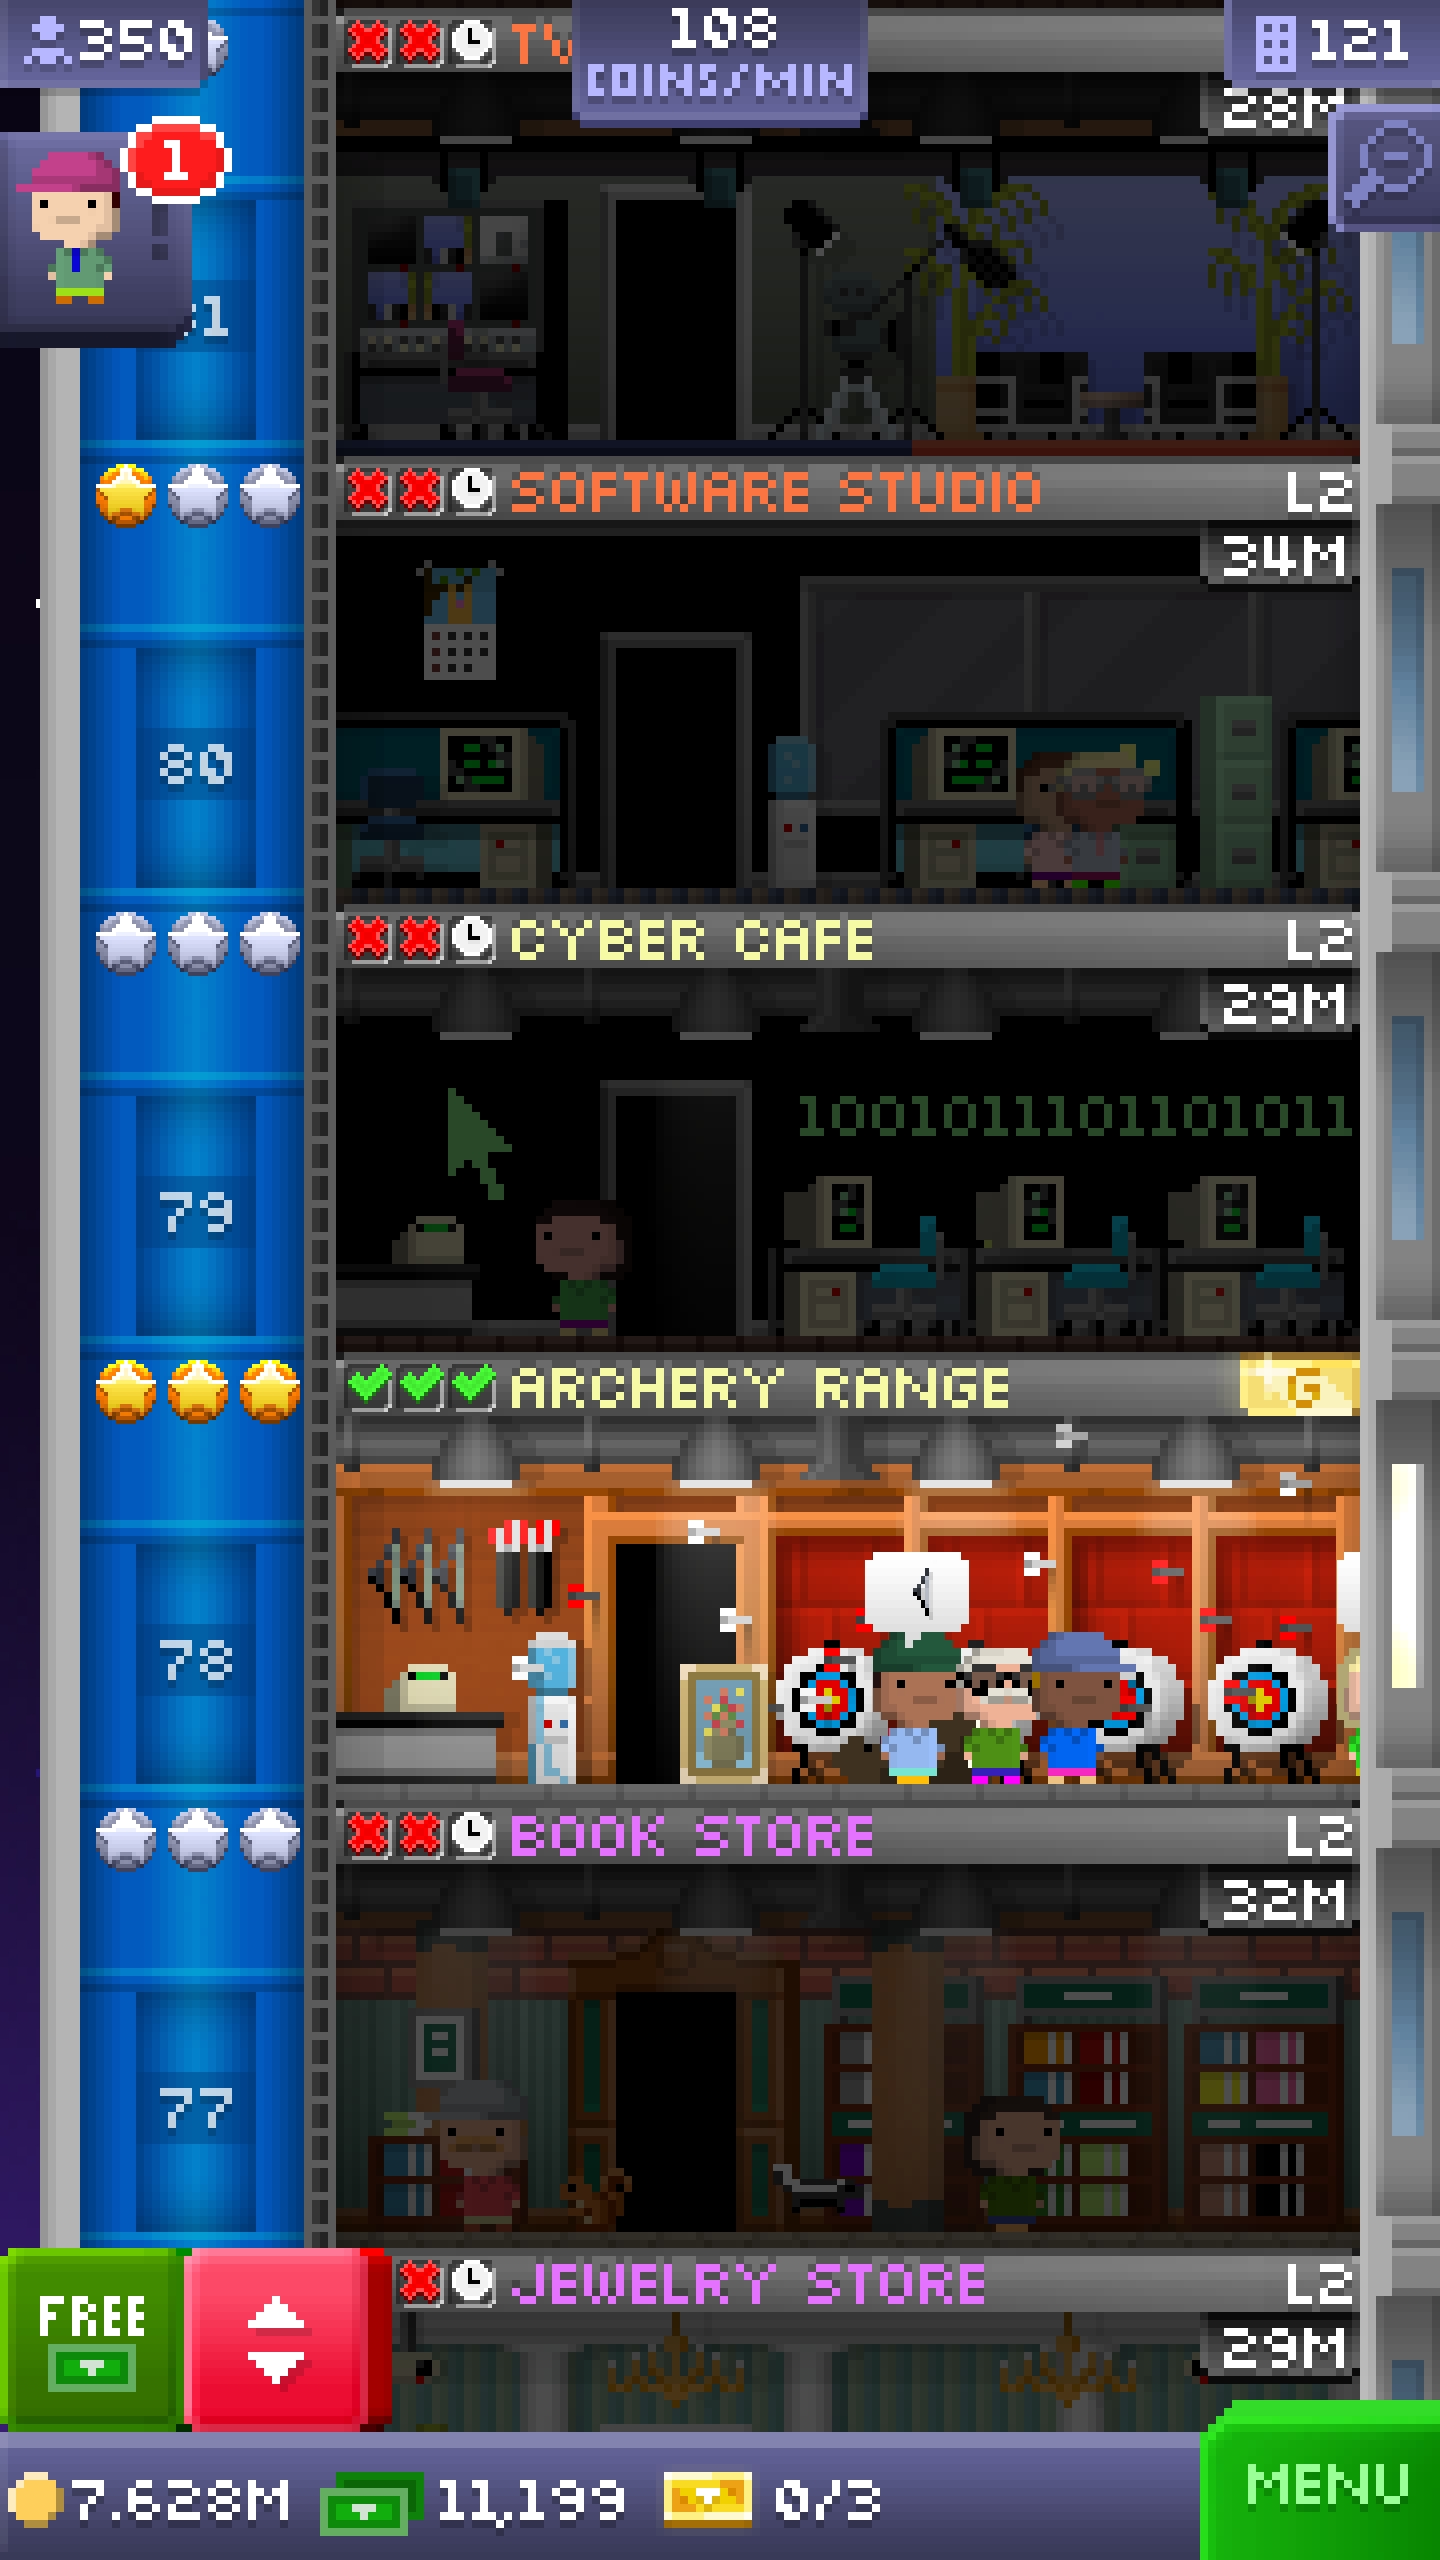 350
108
COINS/MIN
121
1
TV
28M
SOFTWARE STUDIO
L2
34M
80
CYBER CAFE
L2
29M
10010111011010 11
79
ARCHERY RANGE
G
78
BOOK STORE
L2
32M
77
JEWELRY STORE
L2
29M
FREE
7.628M
11,199
0/3
MENU